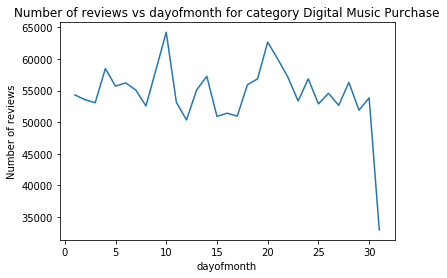 Number of reviews vs dayofmonth for category Digital Music Purchase
65000
60000
55000
50000
45000
40000
35000
Number of reviews
0 5 10 15 20 25 30
dayofmonth